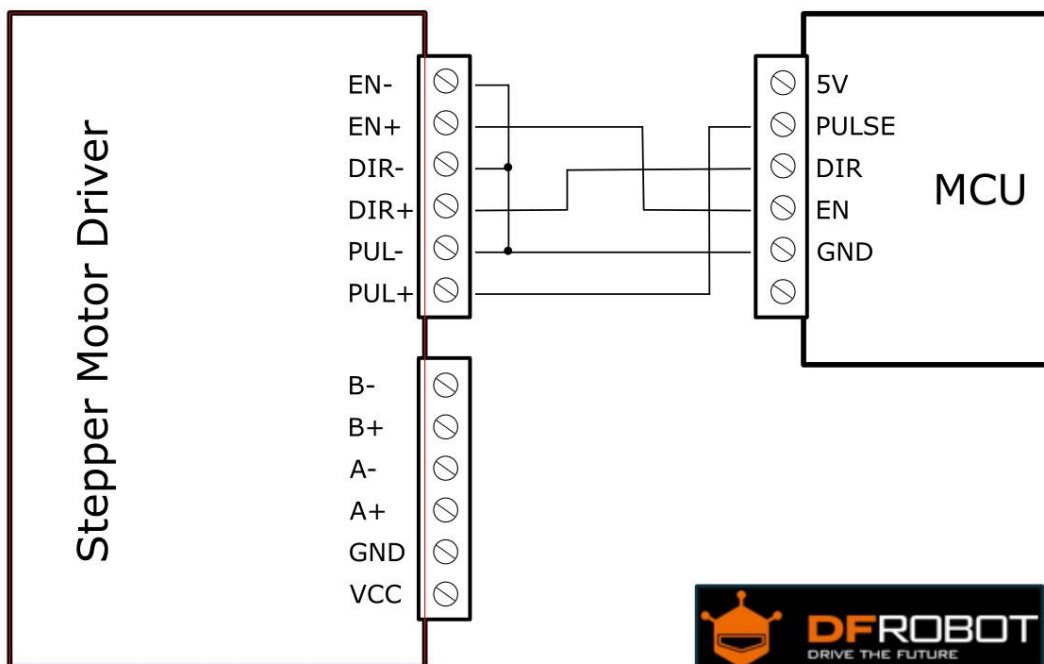 Stepper Motor Driver
EN-
EN+
DIR-
DIR+
PUL-
PUL+
B-
B+
A-
A+
GND
VCC
5V
PULSE
DIR
EN
GND
MCU
DFROBOT
DRIVE THE FUTURE